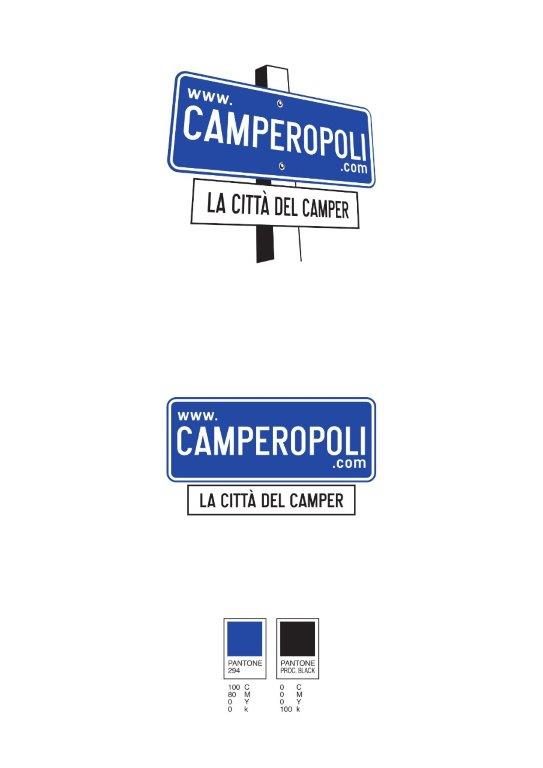 www.
CAMPEROPOLI
.com
LA CITTÀ DEL CAMPER
www.
CAMPEROPOLI
.com
LA CITTÀ DEL CAMPER
PANTONE
294
100 C
80 M
0 Y
0 k
PANTONE
PROC. BLACK
0 C
0 M
0 Y
100 k